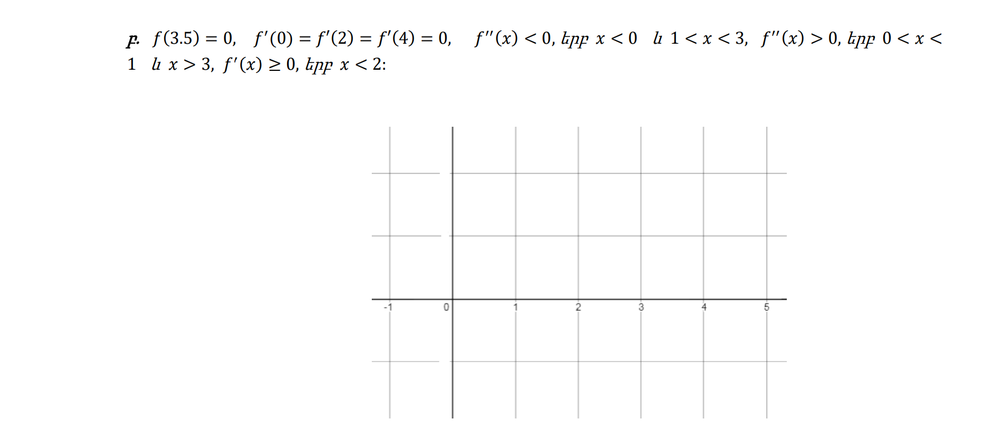 բ. f(3.5) = 0, f′(0) = f′(2) = f′(4) = 0, f″(x) < 0, երբ x < 0 և 1 < x < 3, f″(x) > 0, երբ 0 < x <
1 և x > 3, f′(x) ≥ 0, երբ x < 2:
-1 0 1 2 3 4 5